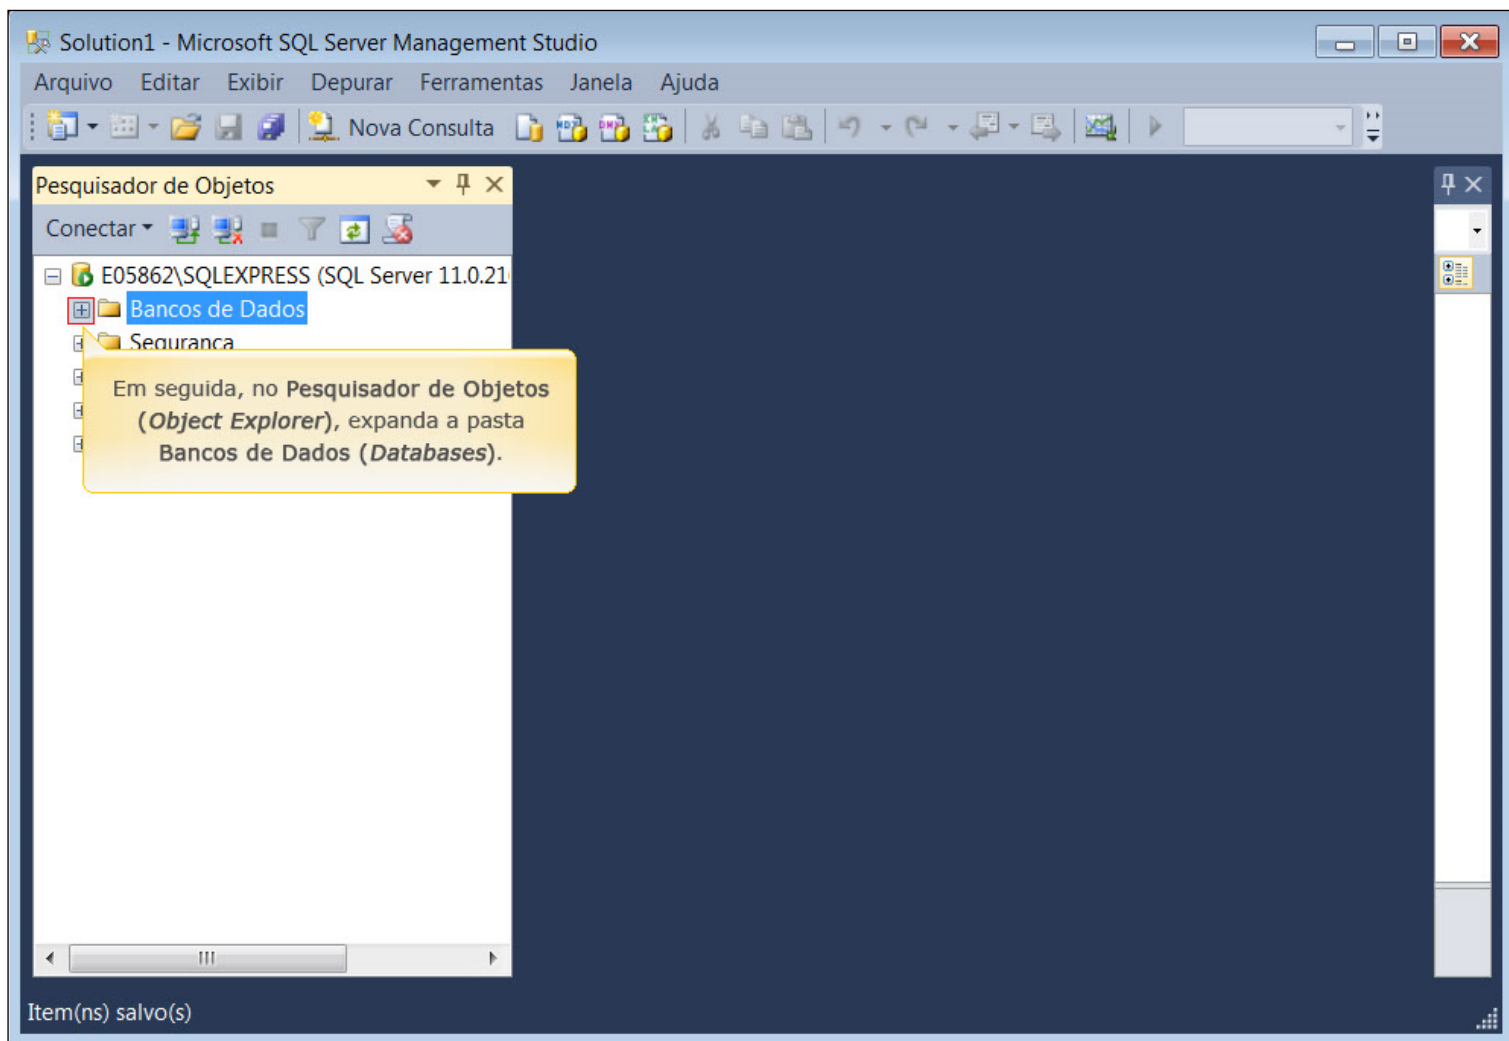 Solution1 - Microsoft SQL Server Management Studio
Arquivo Editar Exibir Depurar Ferramentas Janela Ajuda
Nova Consulta
Pesquisador de Objetos
Conectar
E05862\SQLEXPRESS (SQL Server 11.0.21
Bancos de Dados
Segurança
Em seguida, no Pesquisador de Objetos
(Object Explorer), expanda a pasta
Bancos de Dados (Databases).
Item(ns) salvo(s)